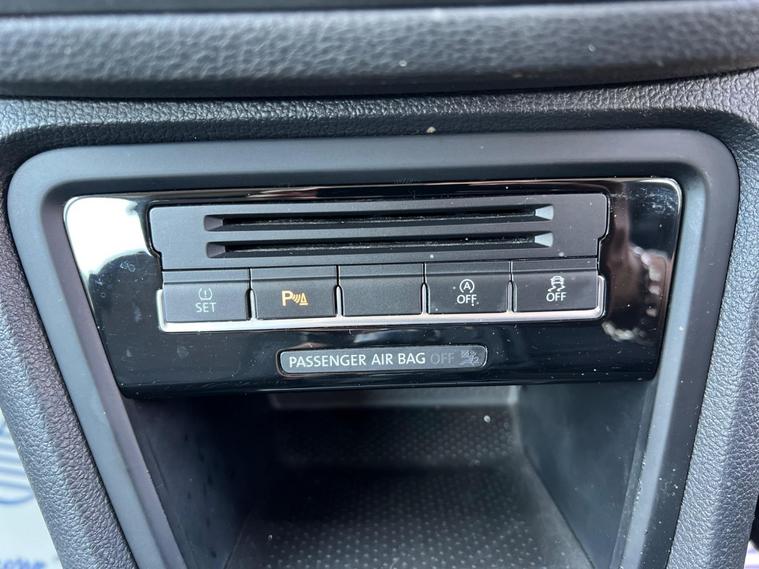 SET
P
A
OFF
OFF
PASSENGER AIR BAG OFF